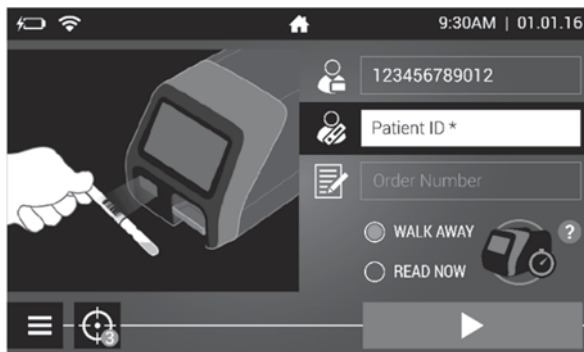 9:30AM | 01.01.16
123456789012
Patient ID *
Order Number
WALK AWAY
?
READ NOW
3